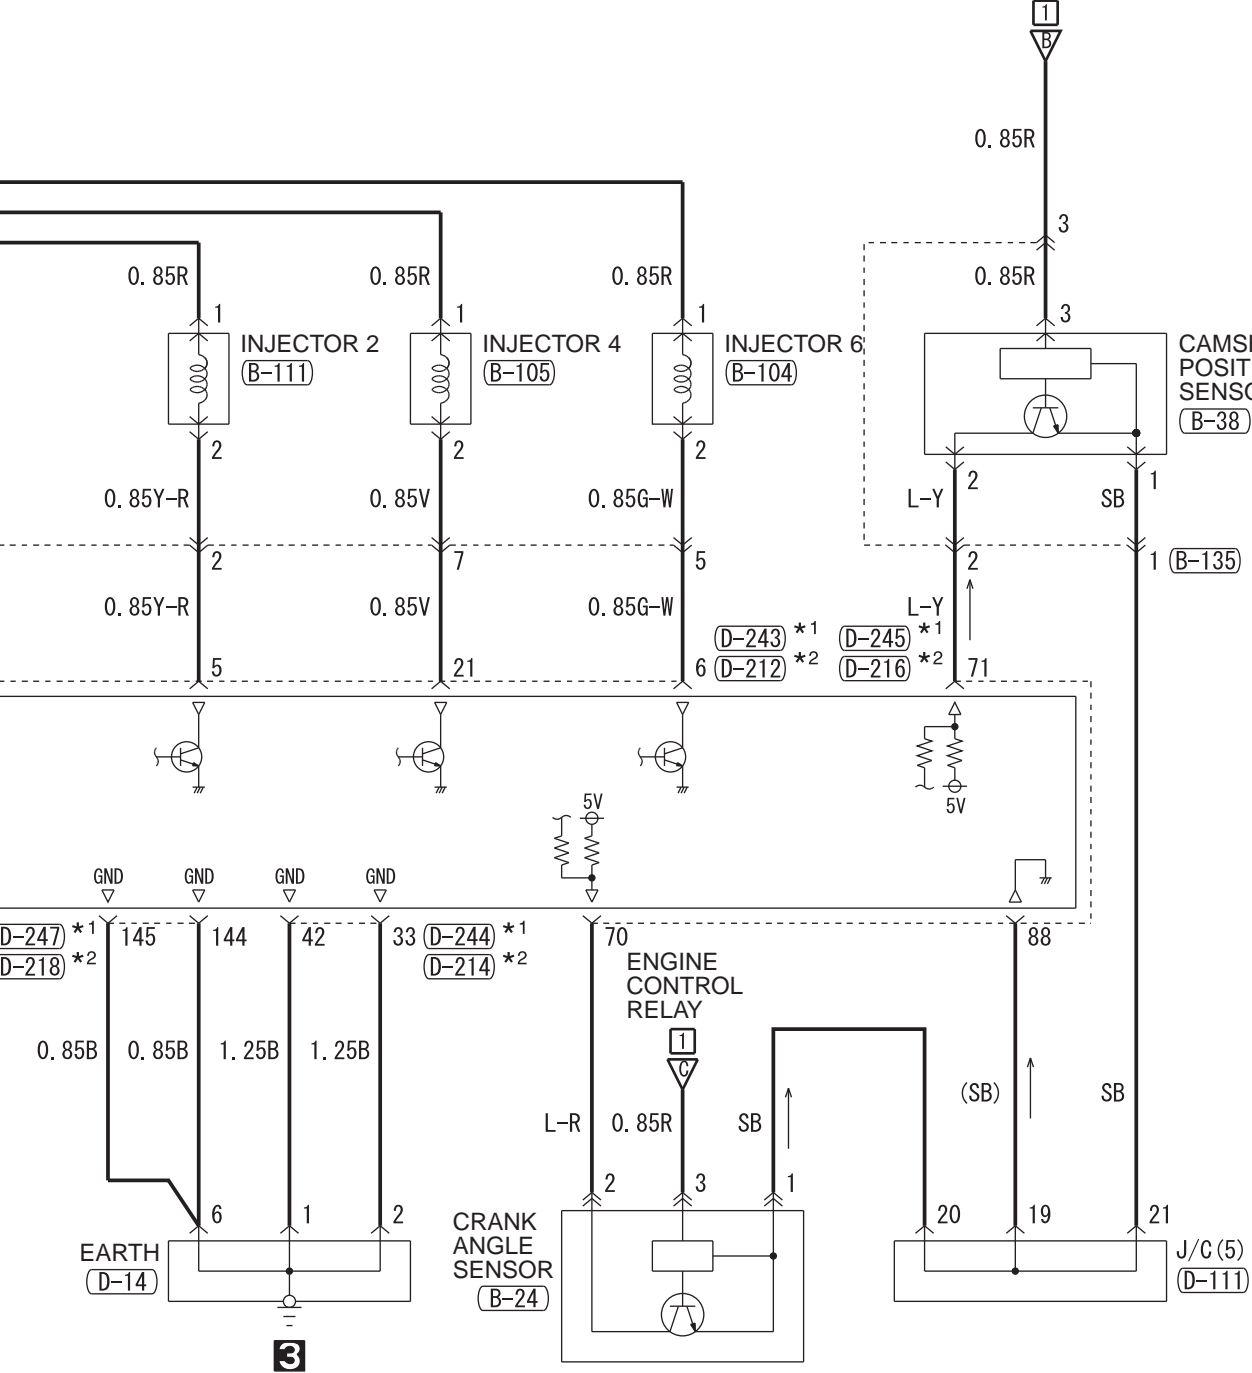 1
B
0.85R
3
0.85R 0.85R 0.85R 0.85R
1 1 1 3
INJECTOR 2 INJECTOR 4 INJECTOR 6
B-111 B-105 B-104
CAMSH
POSIT
SENSO
B-38
2 2 2 2 1
0.85Y-R 0.85V 0.85G-W L-Y SB
2 7 5 2 1 B-135
0.85Y-R 0.85V 0.85G-W L-Y
D-243 *1 D-245 *1
5 21 6 D-212 *2 D-216 *2 71
5V 5V
GND GND GND GND
D-247 *1 145 144 42 33 D-244 *1 70 88
D-218 *2 D-214 *2
ENGINE
CONTROL
RELAY
1
C
0.85B 0.85B 1.25B 1.25B
L-R 0.85R SB (SB) SB
2 3 1
6 1 2 20 19 21
EARTH
D-14
3
CRANK
ANGLE
SENSOR
B-24
J/C(5)
D-111